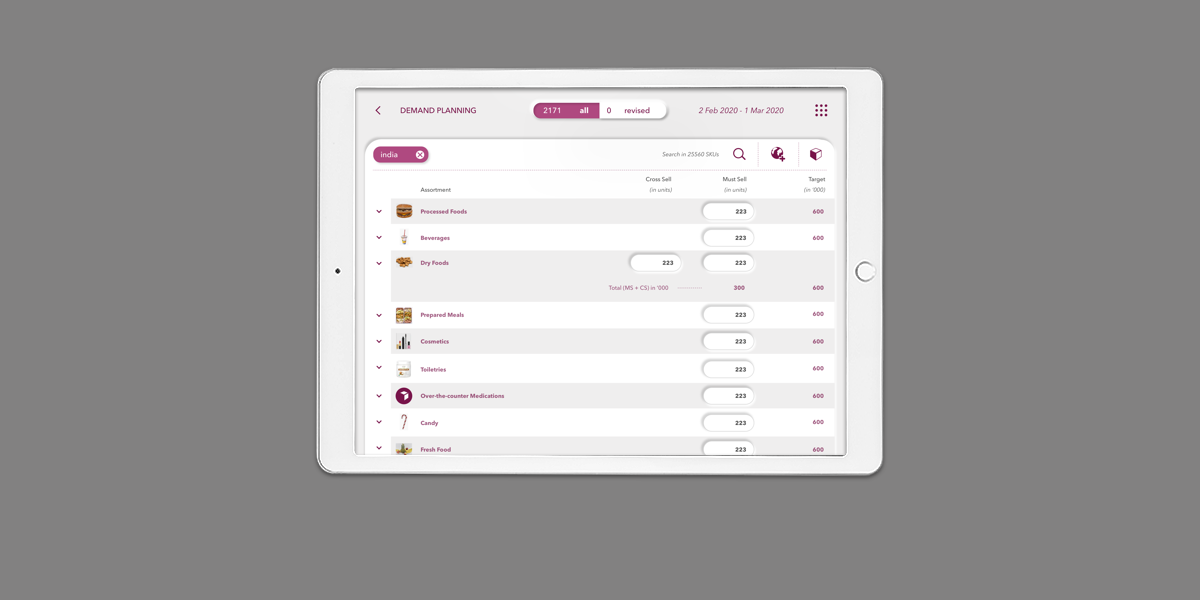 DEMAND PLANNING 2171 all 0 revised 2 Feb 2020 - 1 Mar 2020
india Search in 25560 SKUs
Cross Sell Must Sell Target
Assortment (in units) (in units) (in '000)
Processed Foods 223 600
Beverages 223 600
Dry Foods 223 223
Total (MS + CS) in '000 300 600
Prepared Meals 223 600
Cosmetics 223 600
Toiletries 223 600
Over-the-counter Medications 223 600
Candy 223 600
Fresh Food 223 600